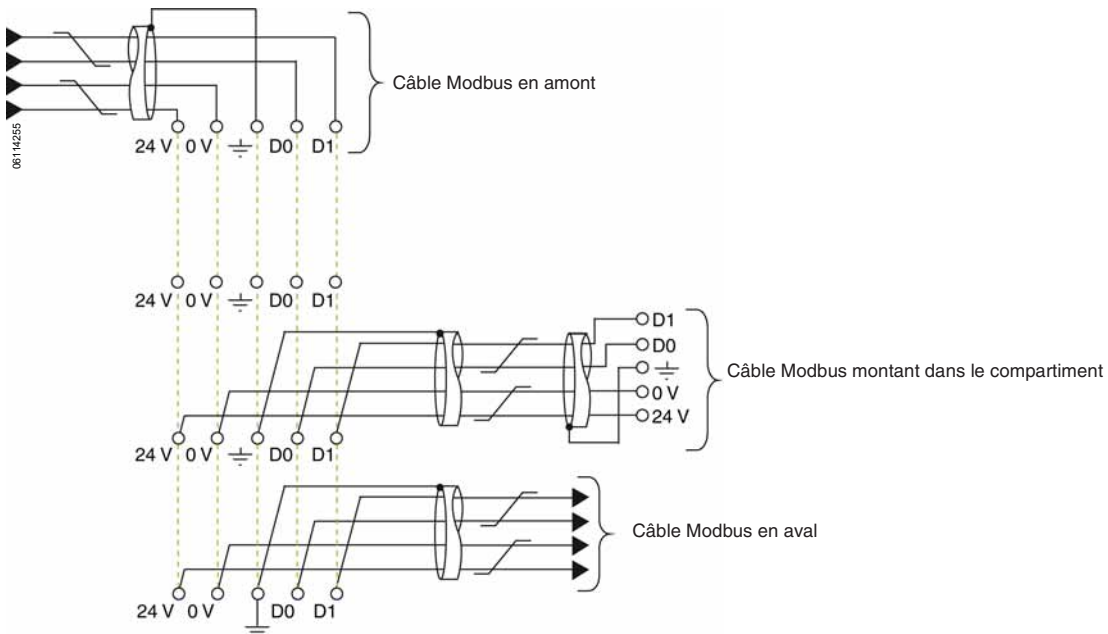 Câble Modbus en amont
06114255
24 V 0 V D0 D1
24 V 0 V D0 D1
D1
D0
0 V
24 V
Câble Modbus montant dans le compartiment
24 V 0 V D0 D1
Câble Modbus en aval
24 V 0 V D0 D1